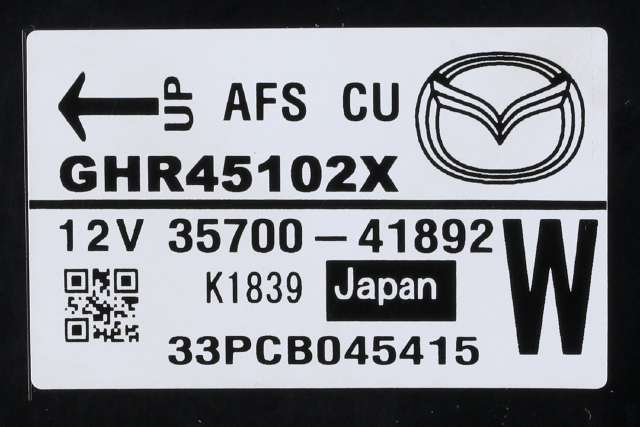 UP AFS CU
GHR45102X
12V 35700-41892
W
K1839 Japan
33PCB045415